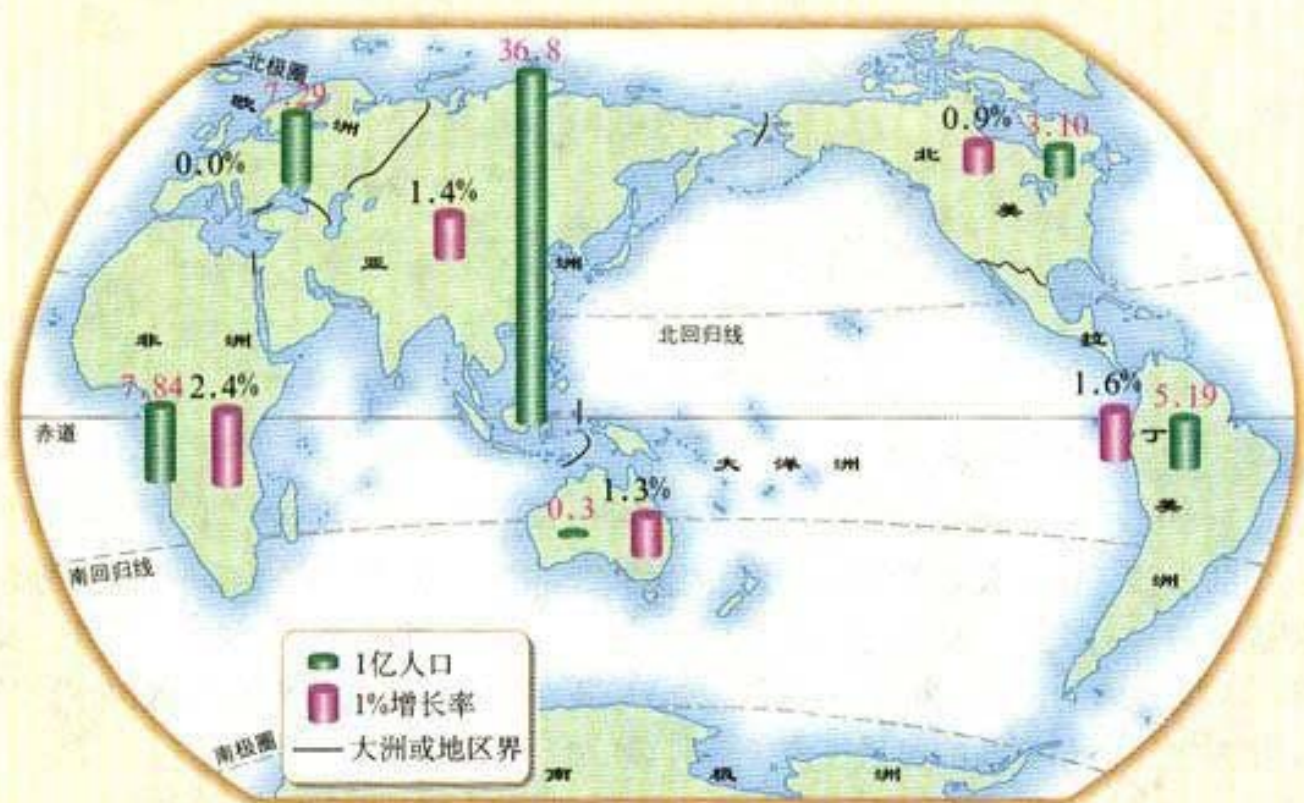 36.8
北极圈
欧 洲
7.29
0.0%
1.4%
0.9%
3.10
北
美
亚 洲
北回归线
非 洲
拉
7.84 2.4%
1.6%
5.19
赤道
丁
大 洋 洲
1.3%
0.3
美
南回归线
洲
1亿人口
1%增长率
大洲或地区界
南极圈
南 极 洲